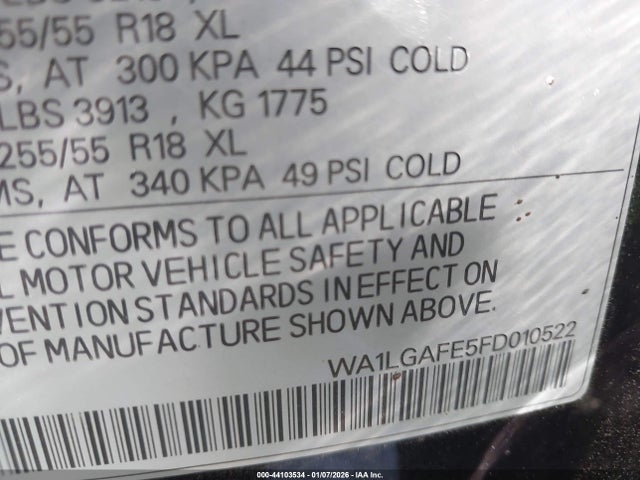 255/55 R18 XL
S, AT 300 KPA 44 PSI COLD
LBS 3913 , KG 1775
255/55 R18 XL
MS, AT 340 KPA 49 PSI COLD
E CONFORMS TO ALL APPLICABLE
L MOTOR VEHICLE SAFETY AND
VENTION STANDARDS IN EFFECT ON
OF MANUFACTURE SHOWN ABOVE.
WA1LGAFE5FD010522
000-44103534 - 01/07/2026 - IAA Inc.